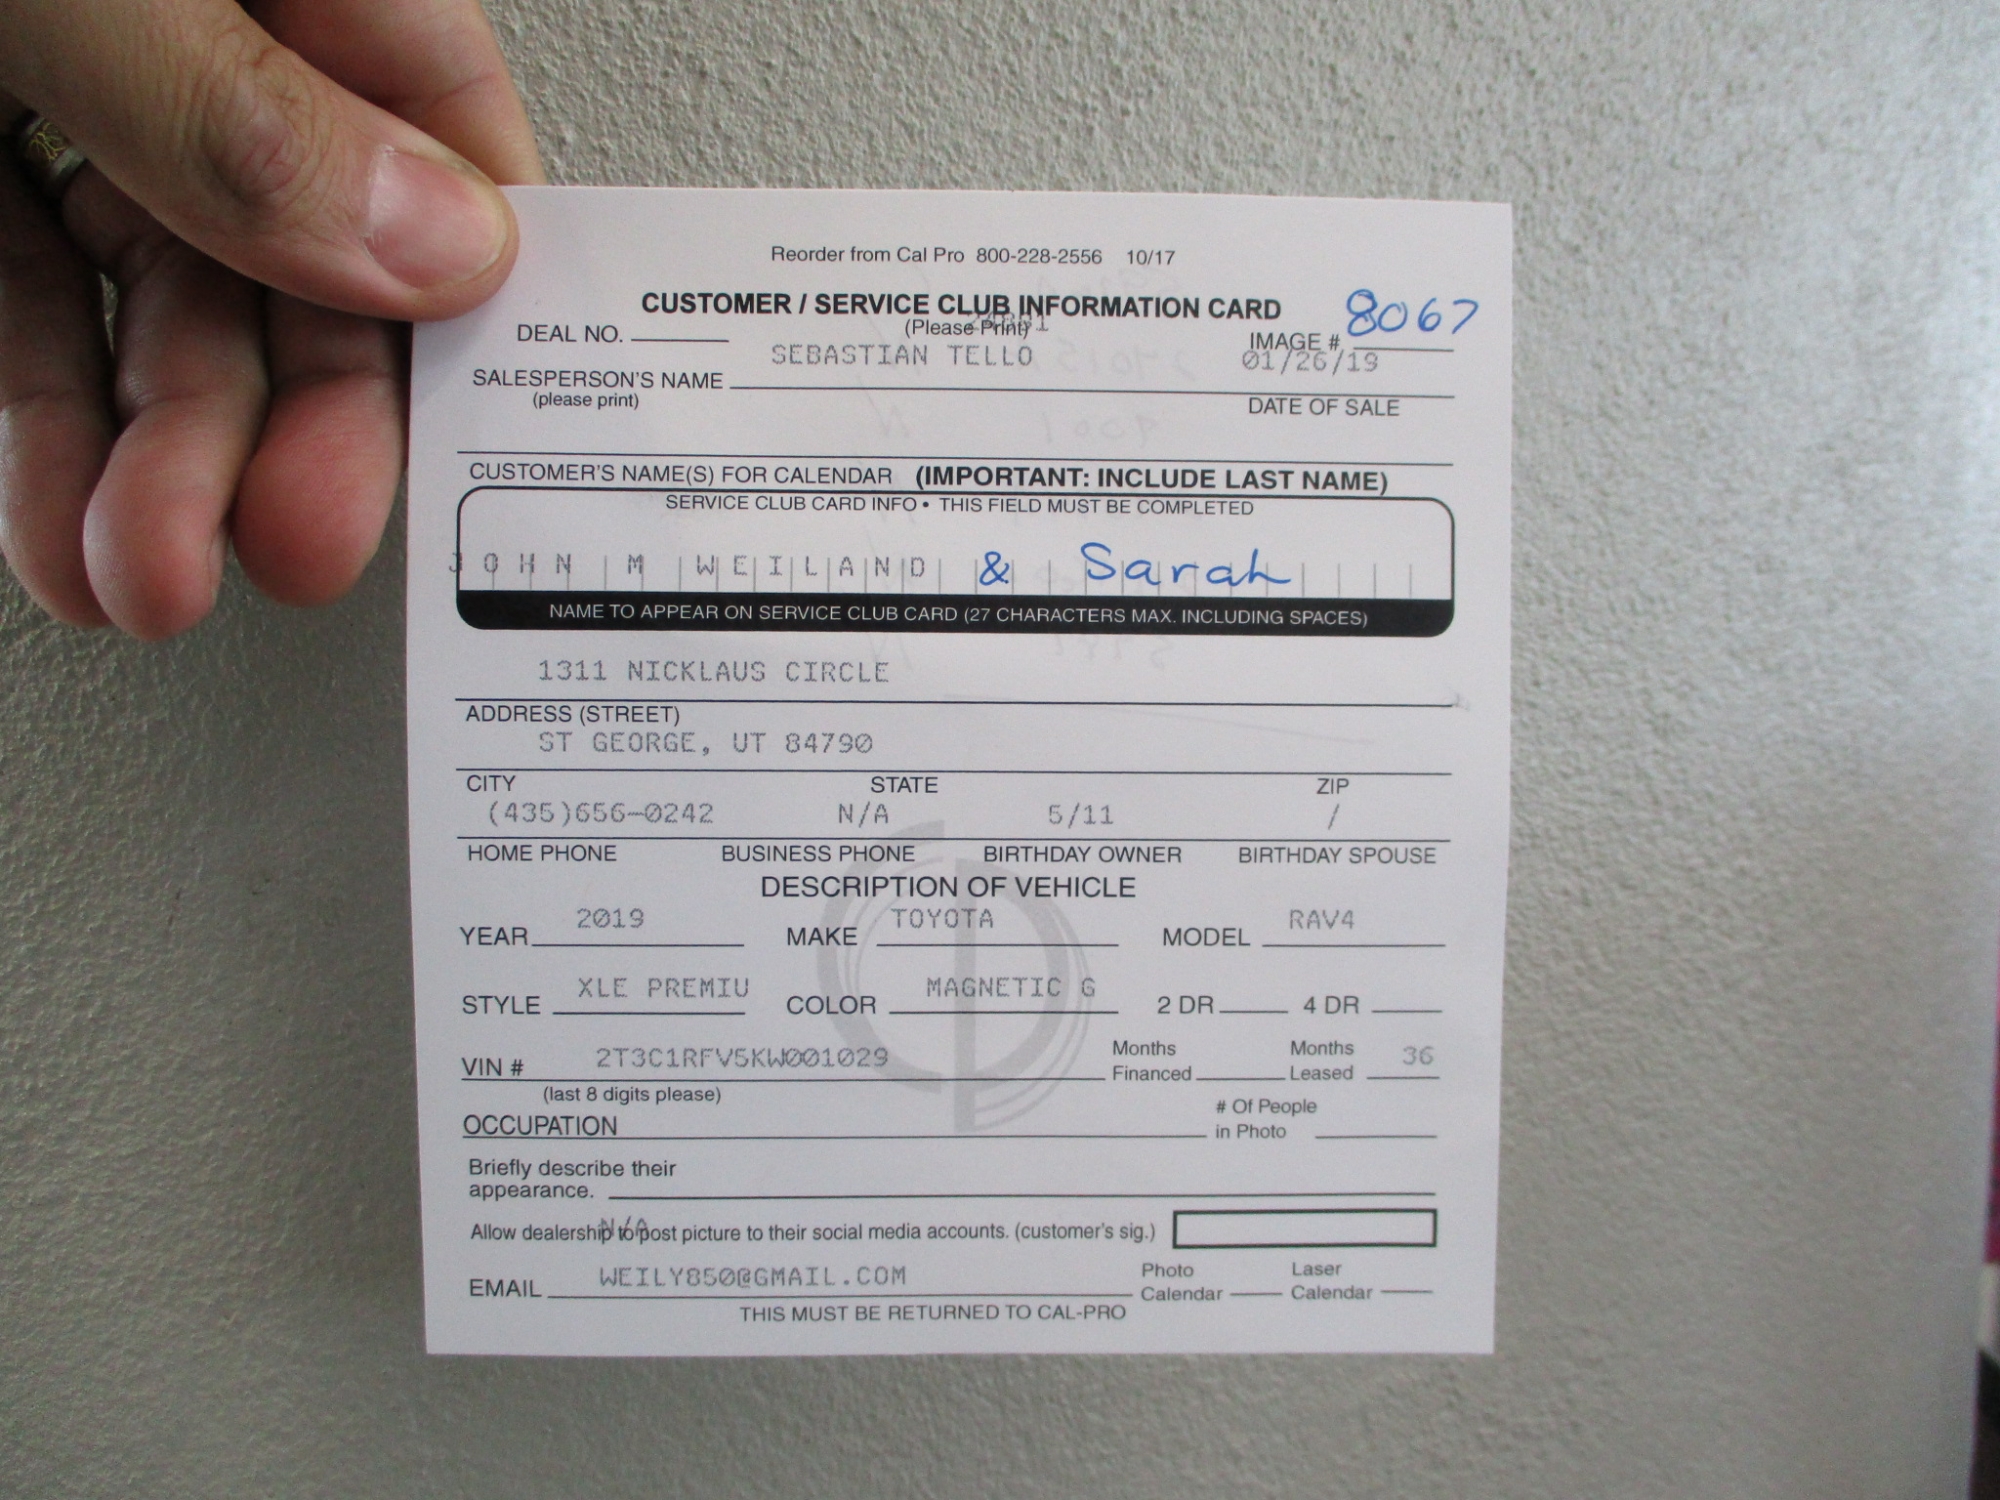 Reorder from Cal Pro 800-228-2556 10/17
CUSTOMER / SERVICE CLUB INFORMATION CARD
8067
DEAL NO. (Please Print) IMAGE #
SEBASTIAN TELLO 01/26/19
SALESPERSON'S NAME
(please print) DATE OF SALE
CUSTOMER'S NAME(S) FOR CALENDAR (IMPORTANT: INCLUDE LAST NAME)
SERVICE CLUB CARD INFO • THIS FIELD MUST BE COMPLETED
JOHN M WEILAND & Sarah
NAME TO APPEAR ON SERVICE CLUB CARD (27 CHARACTERS MAX. INCLUDING SPACES)
1311 NICKLAUS CIRCLE
ADDRESS (STREET)
ST GEORGE, UT 84790
CITY STATE ZIP
(435)656-0242 N/A 5/11 /
HOME PHONE BUSINESS PHONE BIRTHDAY OWNER BIRTHDAY SPOUSE
DESCRIPTION OF VEHICLE
YEAR 2019 MAKE TOYOTA MODEL RAV4
STYLE XLE PREMIU COLOR MAGNETIC G 2 DR 4 DR
VIN # 2T3C1RFV5KW001029 Months Financed Months Leased 36
(last 8 digits please)
OCCUPATION # Of People in Photo
Briefly describe their
appearance.
N/A
Allow dealership to post picture to their social media accounts. (customer's sig.)
EMAIL WEILY850@GMAIL.COM Photo Calendar Laser Calendar
THIS MUST BE RETURNED TO CAL-PRO